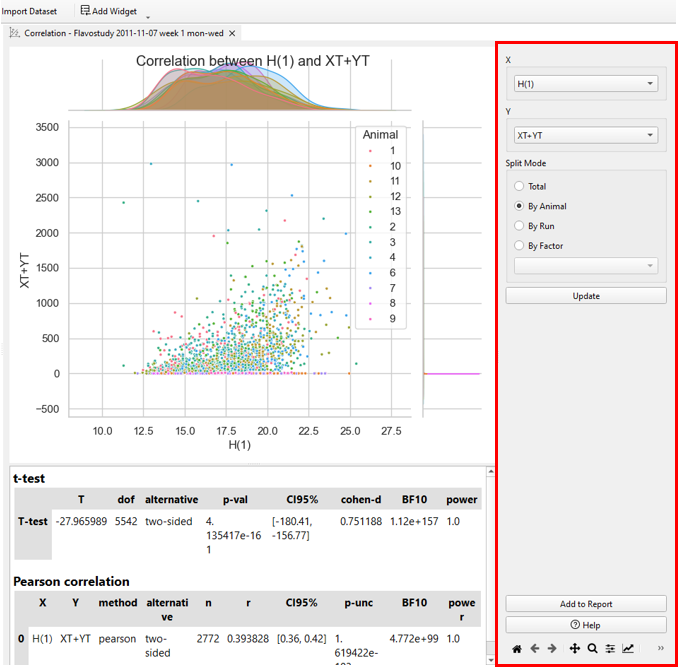 Import Dataset
Add Widget
Correlation - Flavostudy 2011-11-07 week 1 mon-wed
Correlation between H(1) and XT+YT
3500
3000
2500
2000
1500
1000
500
0
−500
XT+YT
10.0 12.5 15.0 17.5 20.0 22.5 25.0 27.5
H(1)
Animal
1
10
11
12
13
2
3
4
6
7
8
9
X
H(1)
Y
XT+YT
Split Mode
Total
By Animal
By Run
By Factor
Update
t-test
T dof alternative p-val CI95% cohen-d BF10 power
T-test -27.965989 5542 two-sided 4. [-180.41, 0.751188 1.12e+157 1.0
135417e-16 -156.77]
1
Pearson correlation
X Y method alternati n r CI95% p-unc BF10 powe
ve r
0 H(1) XT+YT pearson two- 2772 0.393828 [0.36, 0.42] 1. 4.772e+99 1.0
sided 619422e-
Add to Report
Help